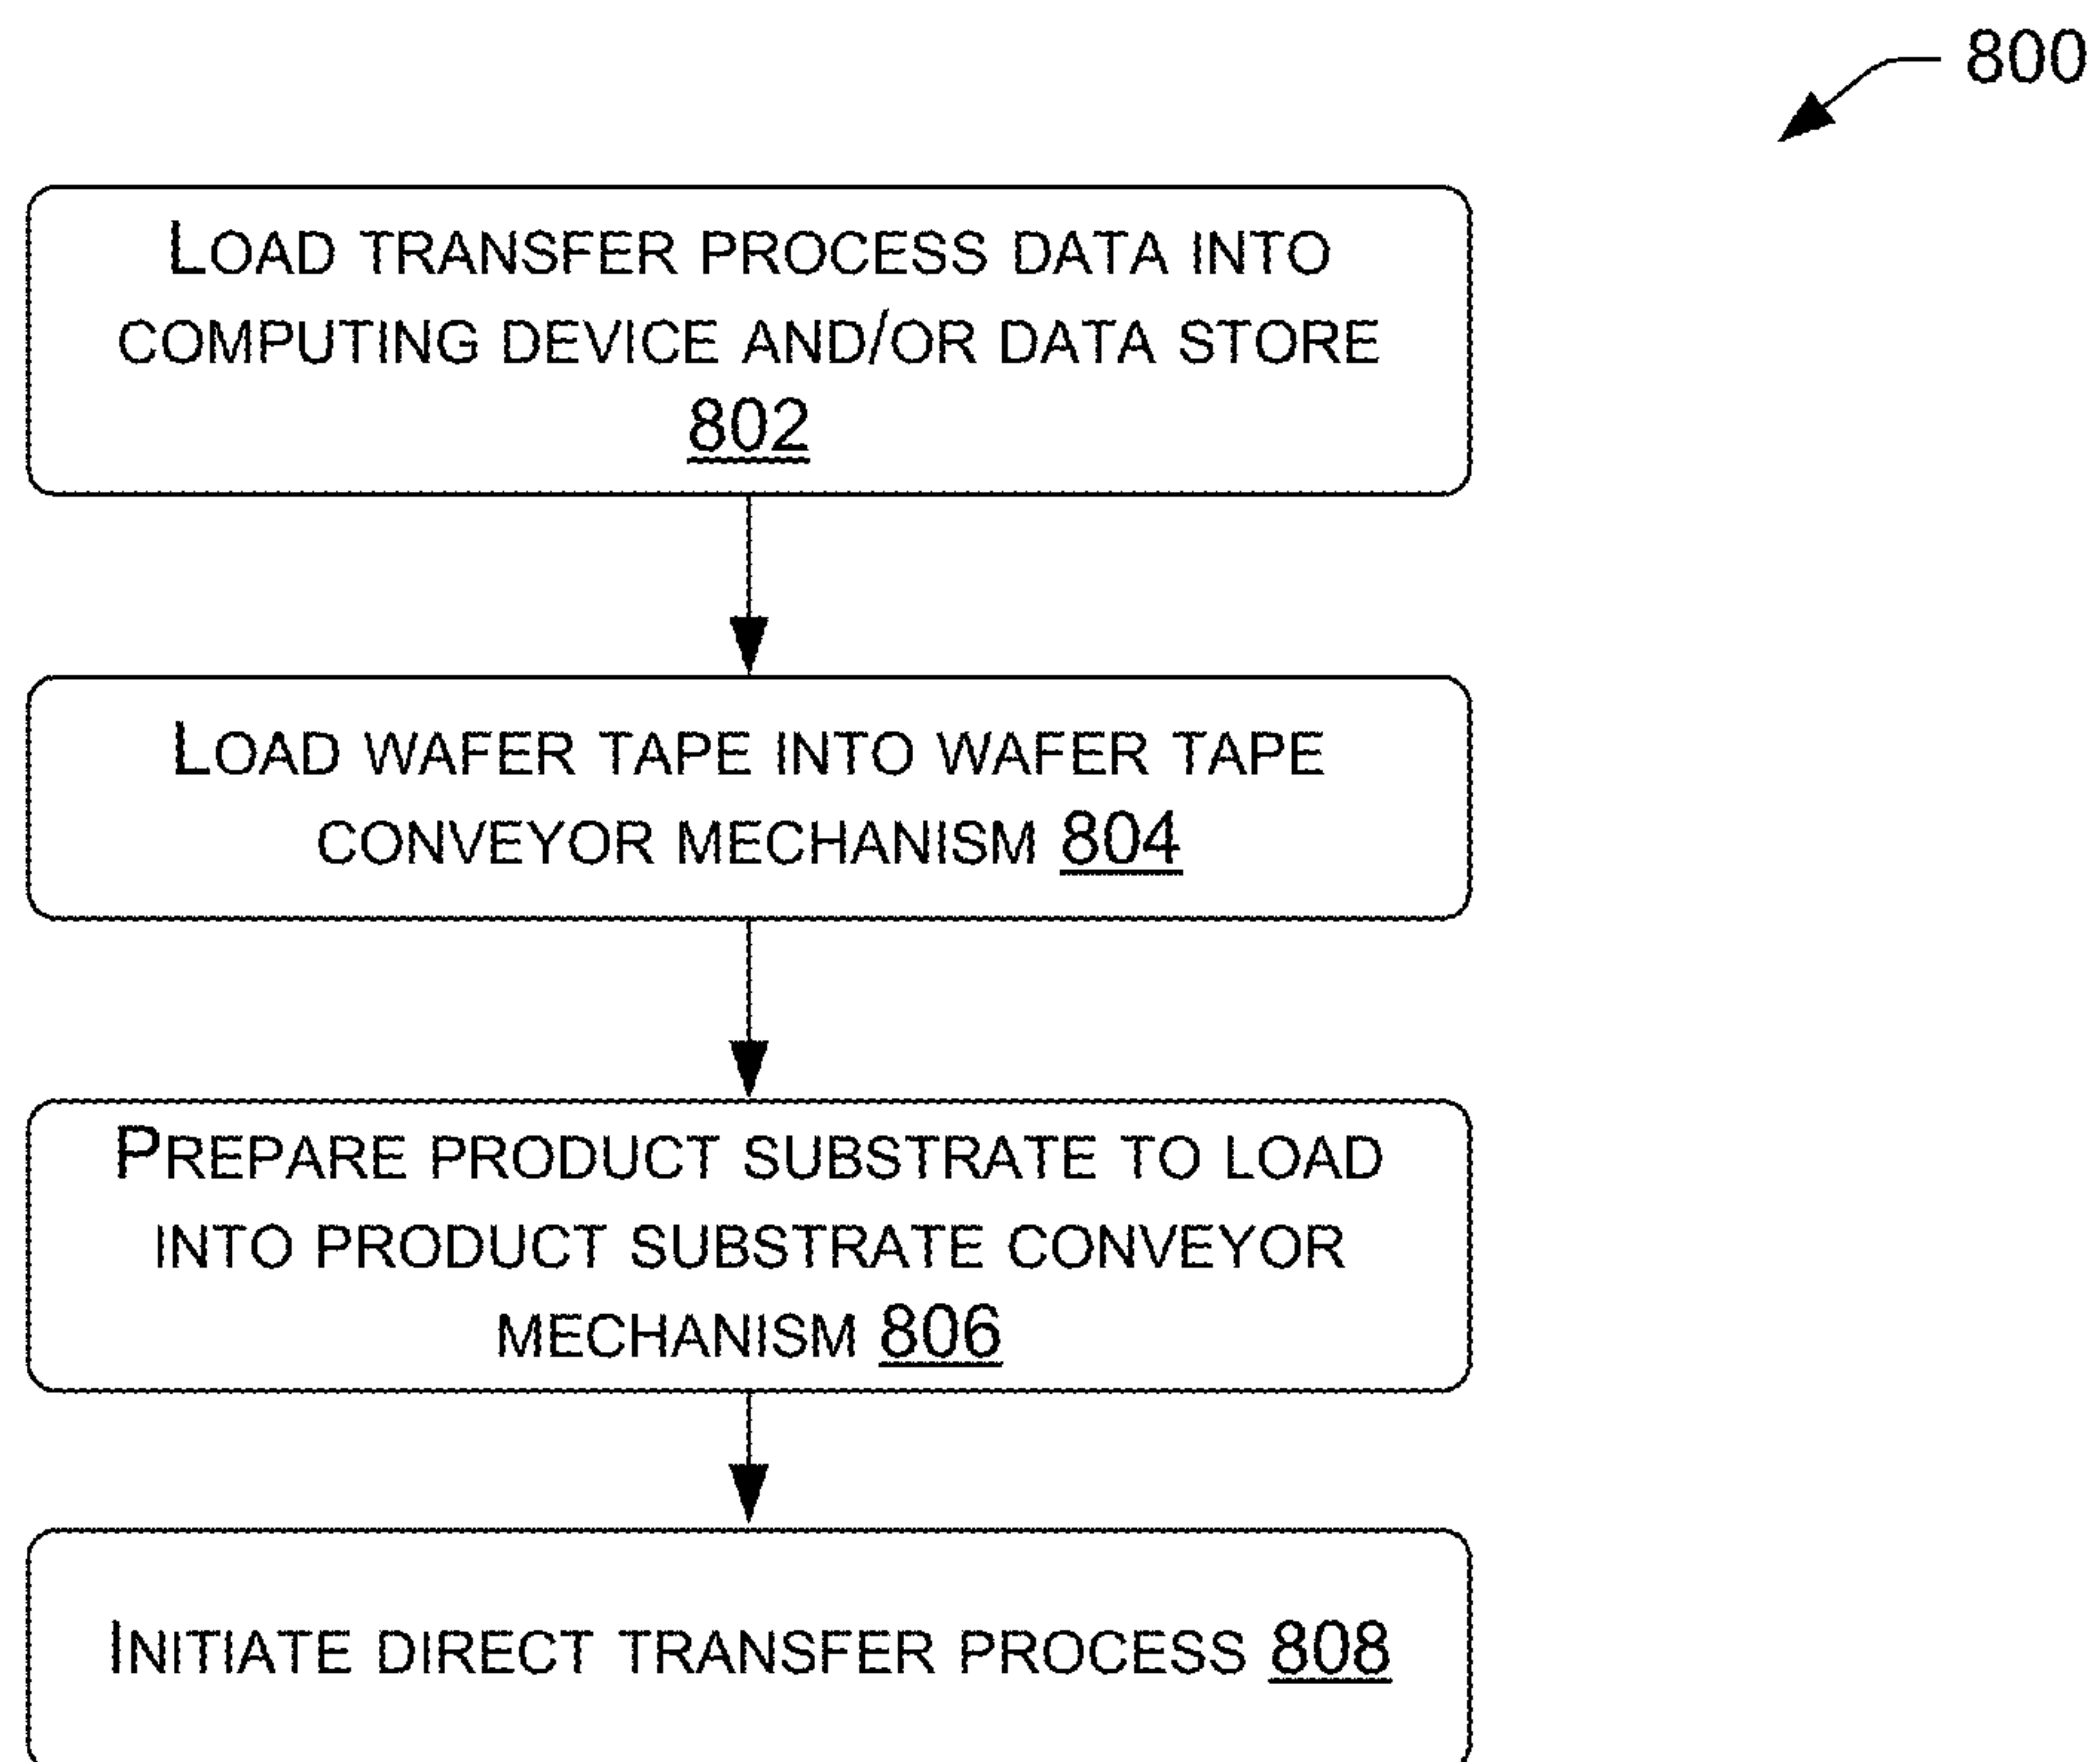 800
LOAD TRANSFER PROCESS DATA INTO
COMPUTING DEVICE AND/OR DATA STORE
802
LOAD WAFER TAPE INTO WAFER TAPE
CONVEYOR MECHANISM 804
PREPARE PRODUCT SUBSTRATE TO LOAD
INTO PRODUCT SUBSTRATE CONVEYOR
MECHANISM 806
INITIATE DIRECT TRANSFER PROCESS 808